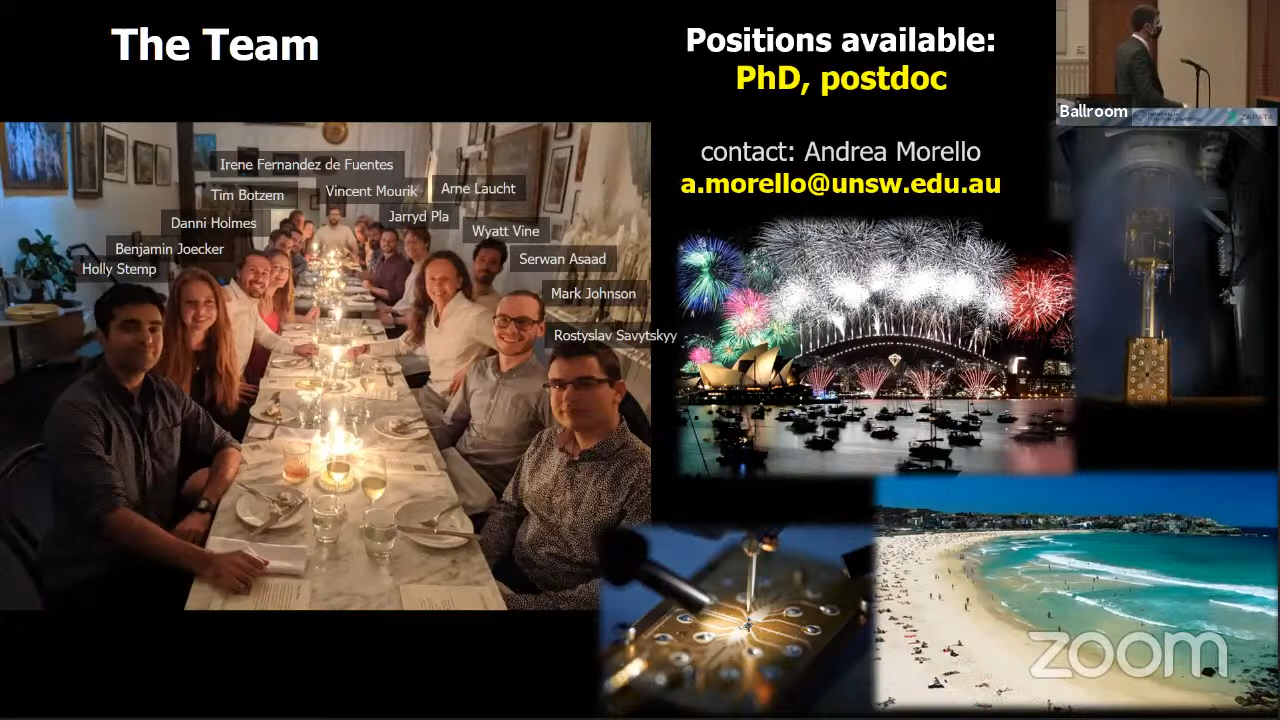 The Team
Positions available:
PhD, postdoc
contact: Andrea Morello
a.morello@unsw.edu.au
Ballroom
ZAPATA
Irene Fernandez de Fuentes
Tim Botzem
Vincent Mourik
Arne Laucht
Danni Holmes
Jarryd Pla
Wyatt Vine
Benjamin Joecker
Holly Stemp
Serwan Asaad
Mark Johnson
Rostyslav Savytskyy
zoom